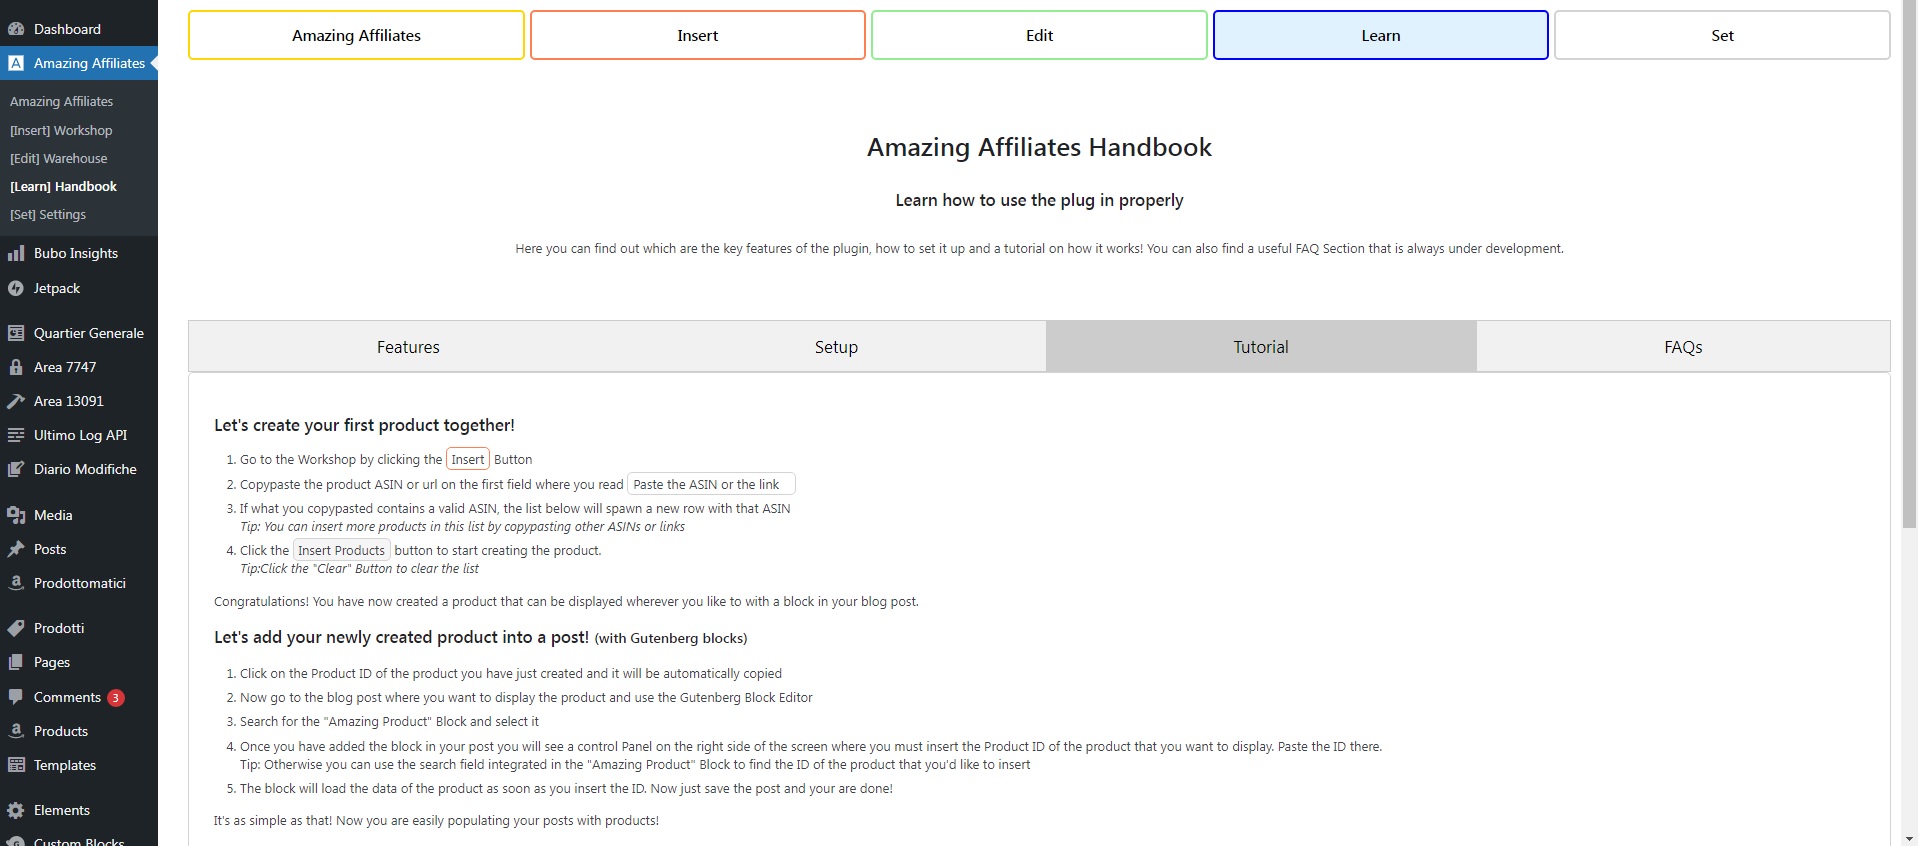 Dashboard
Amazing Affiliates
Amazing Affiliates
[Insert] Workshop
[Edit] Warehouse
[Learn] Handbook
[Set] Settings
Bubo Insights
Jetpack
Quartier Generale
Area 7747
Area 13091
Ultimo Log API
Diario Modifiche
Media
Posts
Prodottomatici
Prodotti
Pages
Comments 3
Products
Templates
Elements
Custom Blocks
Amazing Affiliates Insert Edit Learn Set
Amazing Affiliates Handbook
Learn how to use the plug in properly
Here you can find out which are the key features of the plugin, how to set it up and a tutorial on how it works! You can also find a useful FAQ Section that is always under development.
Features Setup Tutorial FAQs
Let's create your first product together!
1. Go to the Workshop by clicking the Insert Button
2. Copypaste the product ASIN or url on the first field where you read Paste the ASIN or the link
3. If what you copypasted contains a valid ASIN, the list below will spawn a new row with that ASIN
Tip: You can insert more products in this list by copypasting other ASINs or links
4. Click the Insert Products button to start creating the product.
Tip:Click the "Clear" Button to clear the list
Congratulations! You have now created a product that can be displayed wherever you like to with a block in your blog post.
Let's add your newly created product into a post! (with Gutenberg blocks)
1. Click on the Product ID of the product you have just created and it will be automatically copied
2. Now go to the blog post where you want to display the product and use the Gutenberg Block Editor
3. Search for the "Amazing Product" Block and select it
4. Once you have added the block in your post you will see a control Panel on the right side of the screen where you must insert the Product ID of the product that you want to display. Paste the ID there.
Tip: Otherwise you can use the search field integrated in the "Amazing Product" Block to find the ID of the product that you'd like to insert
5. The block will load the data of the product as soon as you insert the ID. Now just save the post and your are done!
It's as simple as that! Now you are easily populating your posts with products!